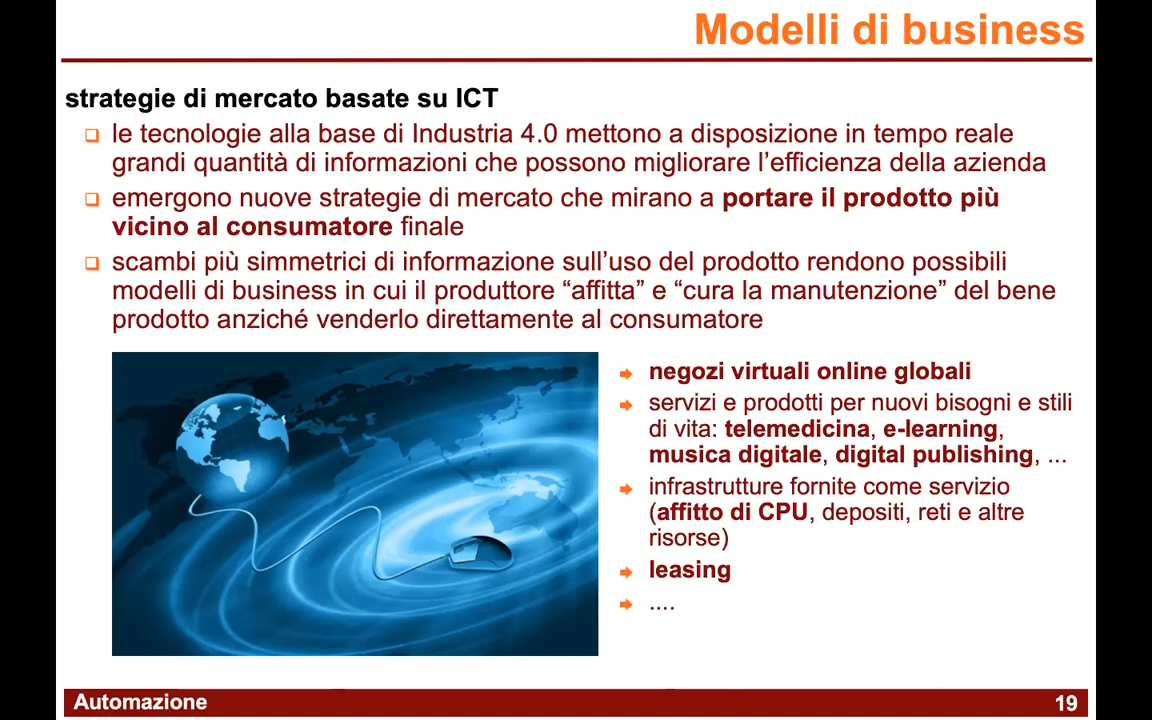 Modelli di business
strategie di mercato basate su ICT
le tecnologie alla base di Industria 4.0 mettono a disposizione in tempo reale
grandi quantità di informazioni che possono migliorare l’efficienza della azienda
emergono nuove strategie di mercato che mirano a portare il prodotto più
vicino al consumatore finale
scambi più simmetrici di informazione sull’uso del prodotto rendono possibili
modelli di business in cui il produttore “affitta” e “cura la manutenzione” del bene
prodotto anziché venderlo direttamente al consumatore
negozi virtuali online globali
servizi e prodotti per nuovi bisogni e stili
di vita: telemedicina, e-learning,
musica digitale, digital publishing, ...
infrastrutture fornite come servizio
(affitto di CPU, depositi, reti e altre
risorse)
leasing
....
Automazione
19